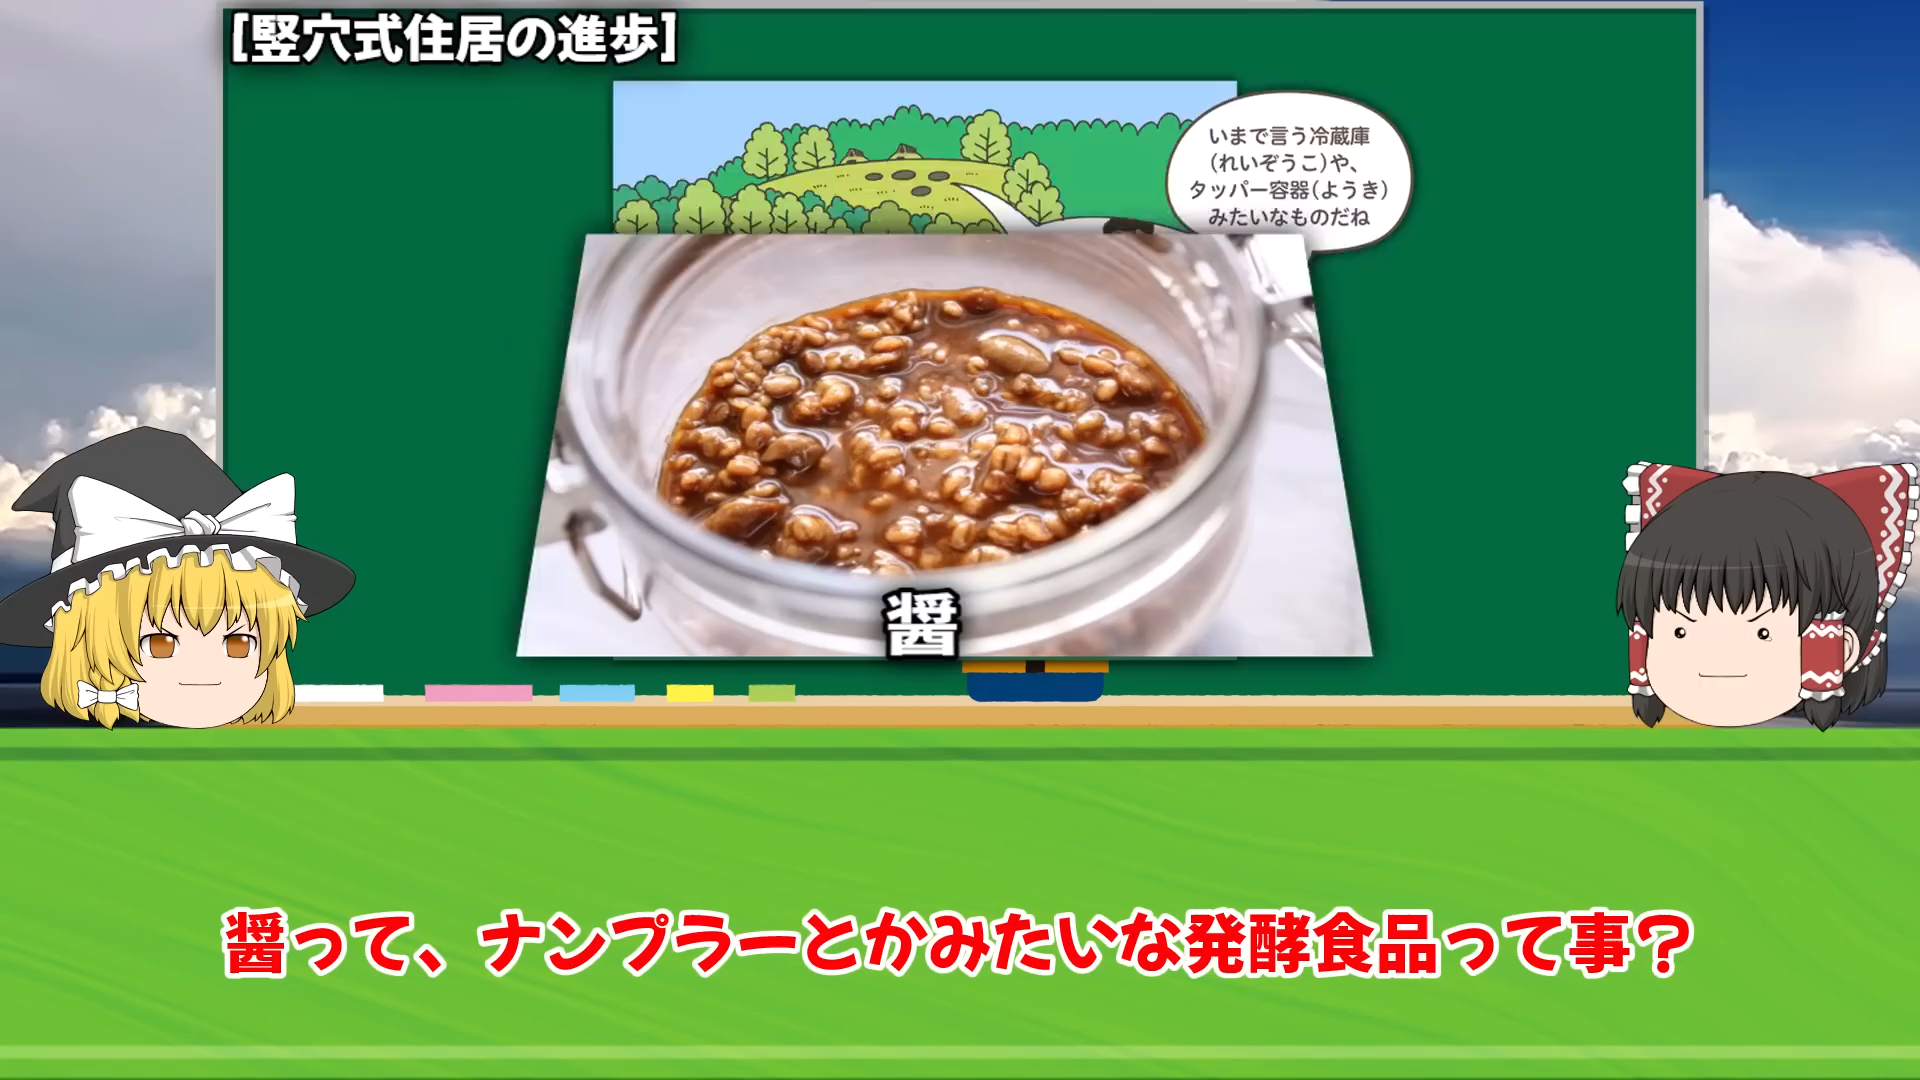 [竪穴式住居の進歩]
いまで言う冷蔵庫
(れいぞうこ)や、
タッパー容器(ようき)
みたいなものだね
醤
醤って、ナンプラーとかみたいな発酵食品って事？